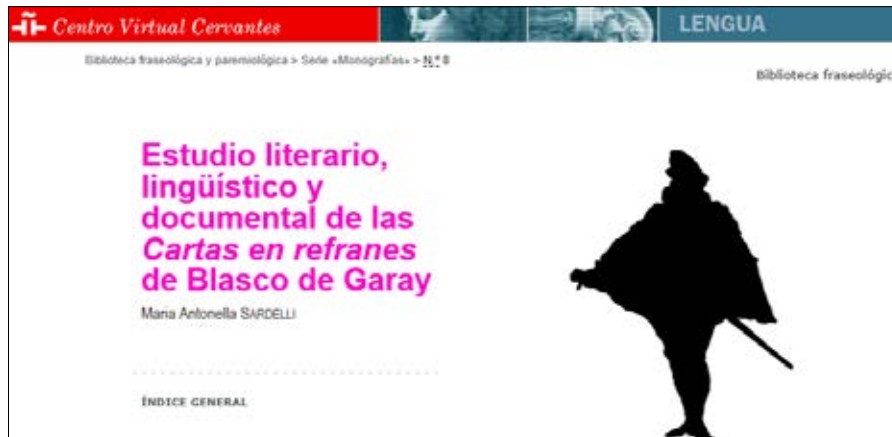 Centro Virtual Cervantes
LENGUA
Biblioteca fraseológica y paremiológica > Serie «Monografías» > N.º 8
Biblioteca fraseológic
Estudio literario,
lingüístico y
documental de las
Cartas en refranes
de Blasco de Garay
Maria Antonella SARDELLI
ÍNDICE GENERAL